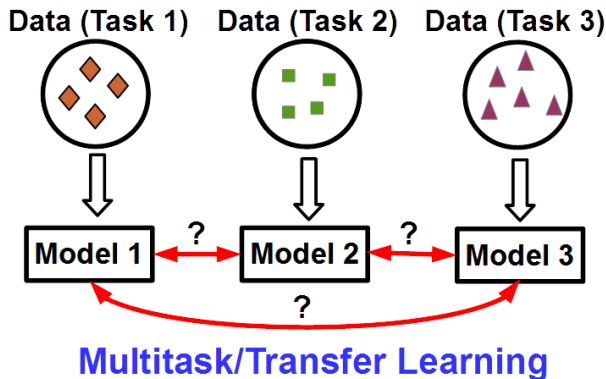 Data (Task 1) Data (Task 2) Data (Task 3)
? ?
Model 1 Model 2 Model 3
?
Multitask/Transfer Learning